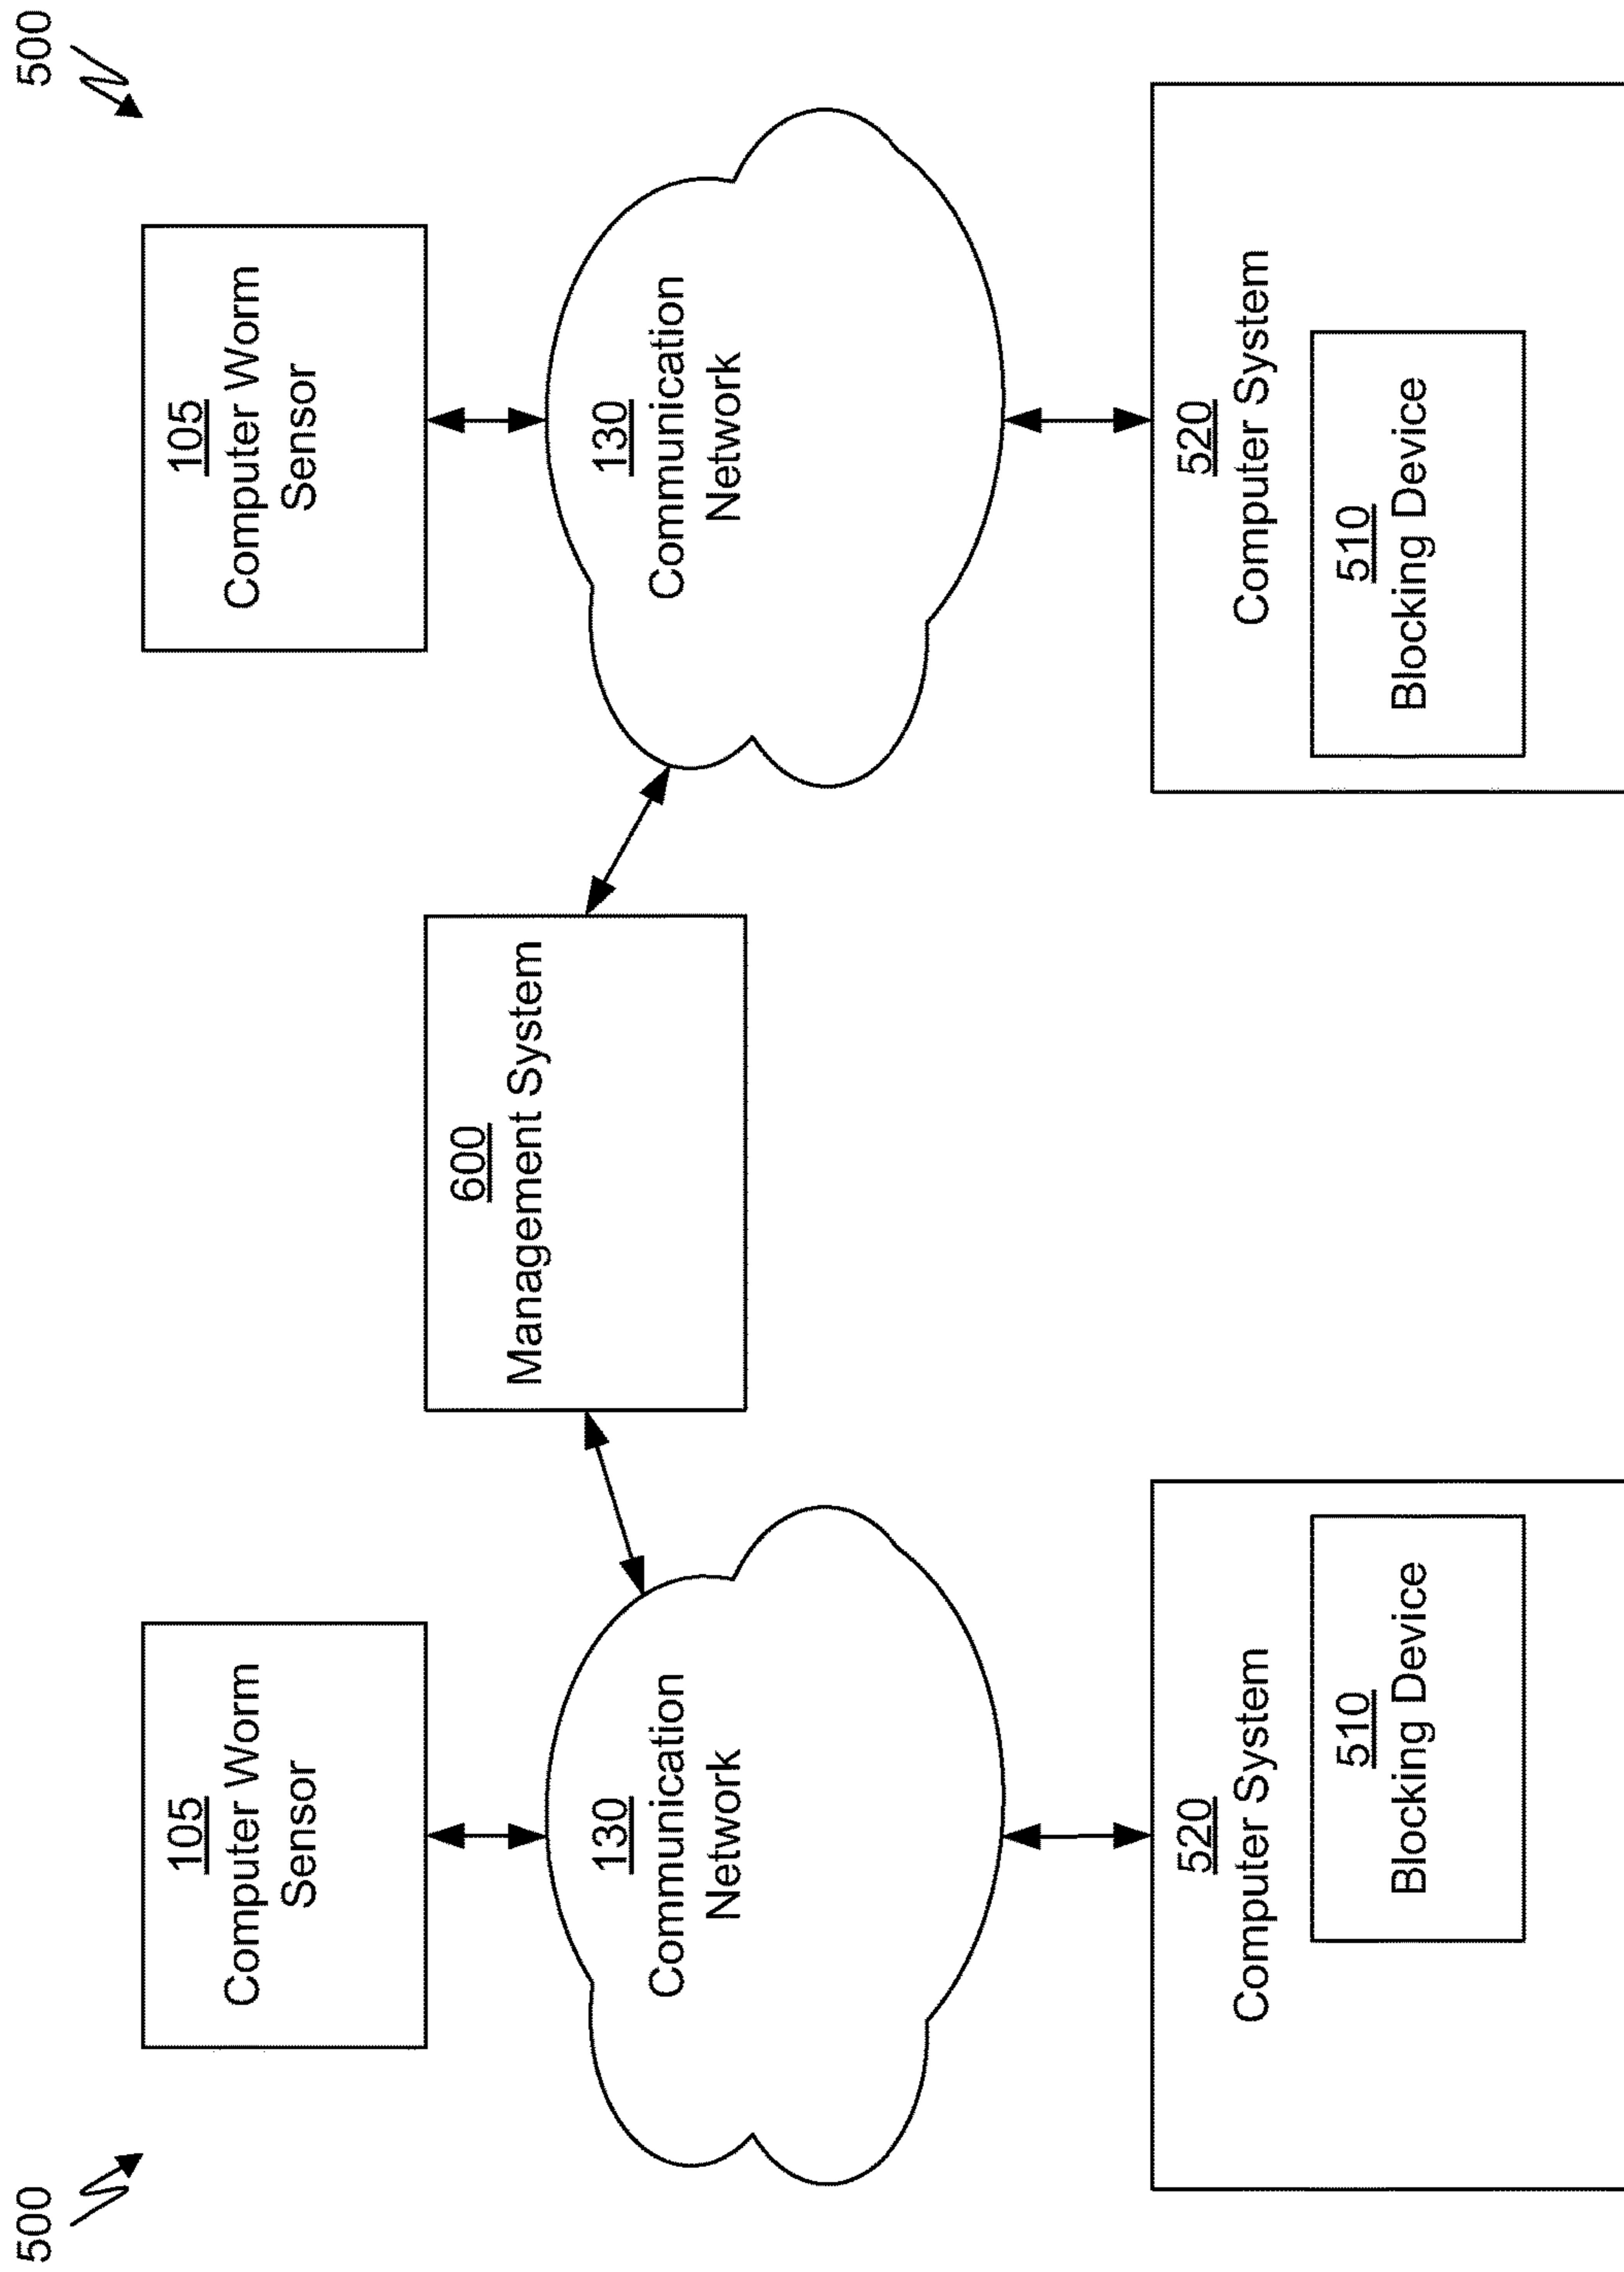 500
500
105
Computer Worm
Sensor
105
Computer Worm
Sensor
600
Management System
130
Communication
Network
130
Communication
Network
520
Computer System
510
Blocking Device
520
Computer System
510
Blocking Device